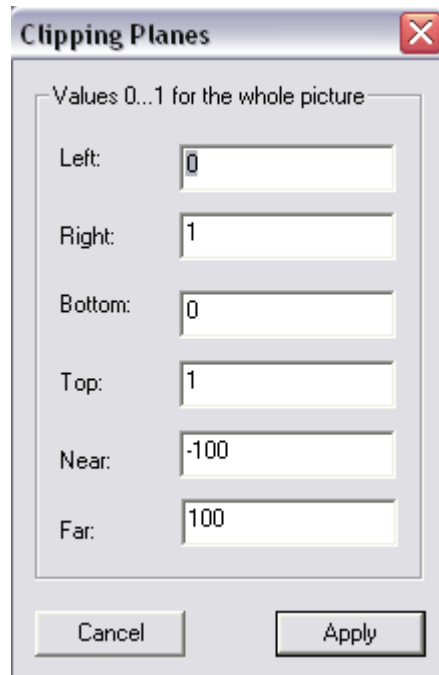 Clipping Planes
Values 0...1 for the whole picture
Left: 0
Right: 1
Bottom: 0
Top: 1
Near: -100
Far: 100
Cancel Apply